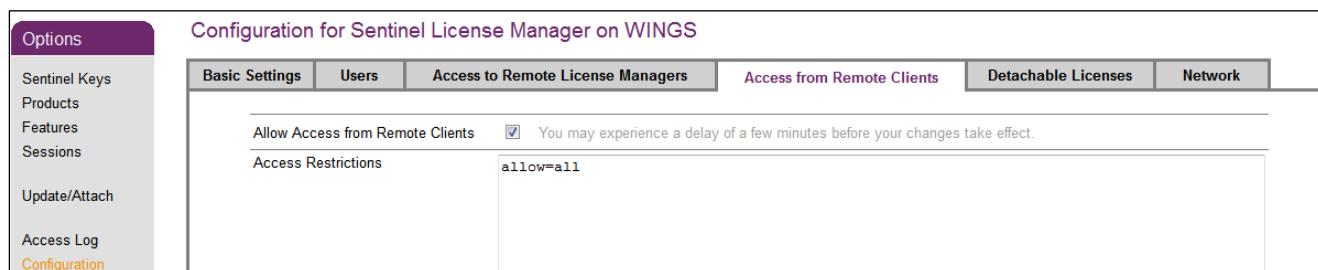 Options
Sentinel Keys
Products
Features
Sessions
Update/Attach
Access Log
Configuration
Configuration for Sentinel License Manager on WINGS
Basic Settings Users Access to Remote License Managers Access from Remote Clients Detachable Licenses Network
Allow Access from Remote Clients You may experience a delay of a few minutes before your changes take effect.
Access Restrictions allow=all